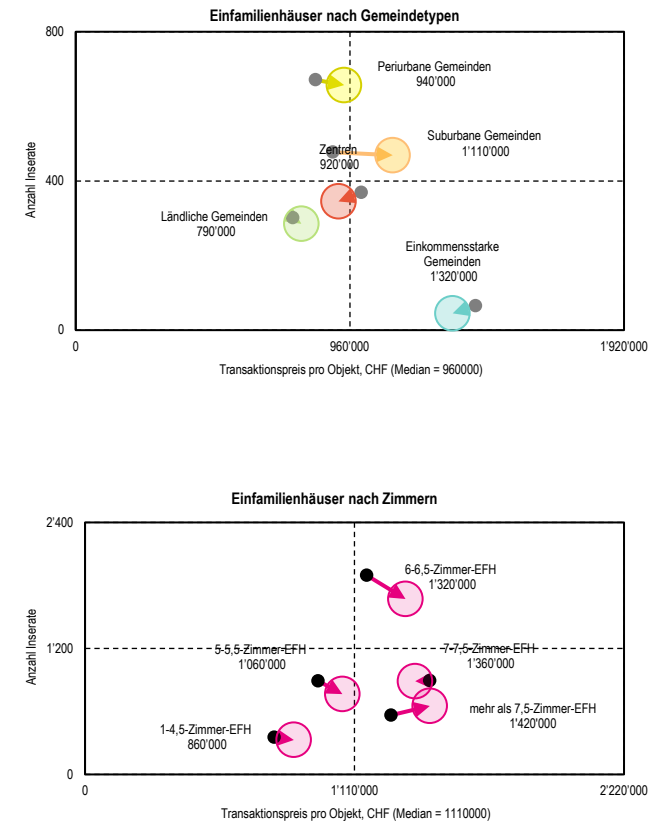 Einfamilienhäuser nach Gemeindetypen
800
Periurbane Gemeinden
940'000
Suburbane Gemeinden
1'110'000
Zentren
920'000
Anzahl Inserate
400
Ländliche Gemeinden
790'000
Einkommensstarke
Gemeinden
1'320'000
0
0
960'000
1'920'000
Transaktionspreis pro Objekt, CHF (Median = 960000)
Einfamilienhäuser nach Zimmern
2'400
6-6,5-Zimmer-EFH
1'320'000
Anzahl Inserate
1'200
5-5,5-Zimmer-EFH
1'060'000
7-7,5-Zimmer-EFH
1'360'000
mehr als 7,5-Zimmer-EFH
1'420'000
1-4,5-Zimmer-EFH
860'000
0
0
1'110'000
2'220'000
Transaktionspreis pro Objekt, CHF (Median = 1110000)